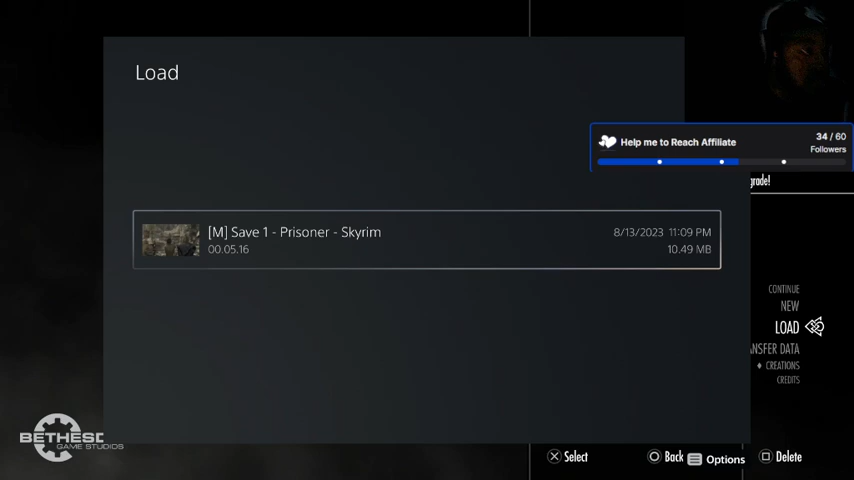 Load
34 / 60
Help me to Reach Affiliate
Followers
grade!
[M] Save 1 - Prisoner - Skyrim
8/13/2023 11:09 PM
00.05.16
10.49 MB
CONTINUE
NEW
LOAD
ANSFER DATA
CREATIONS
CREDITS
BETHESD
GAME STUDIOS
Select
Back
Options
Delete